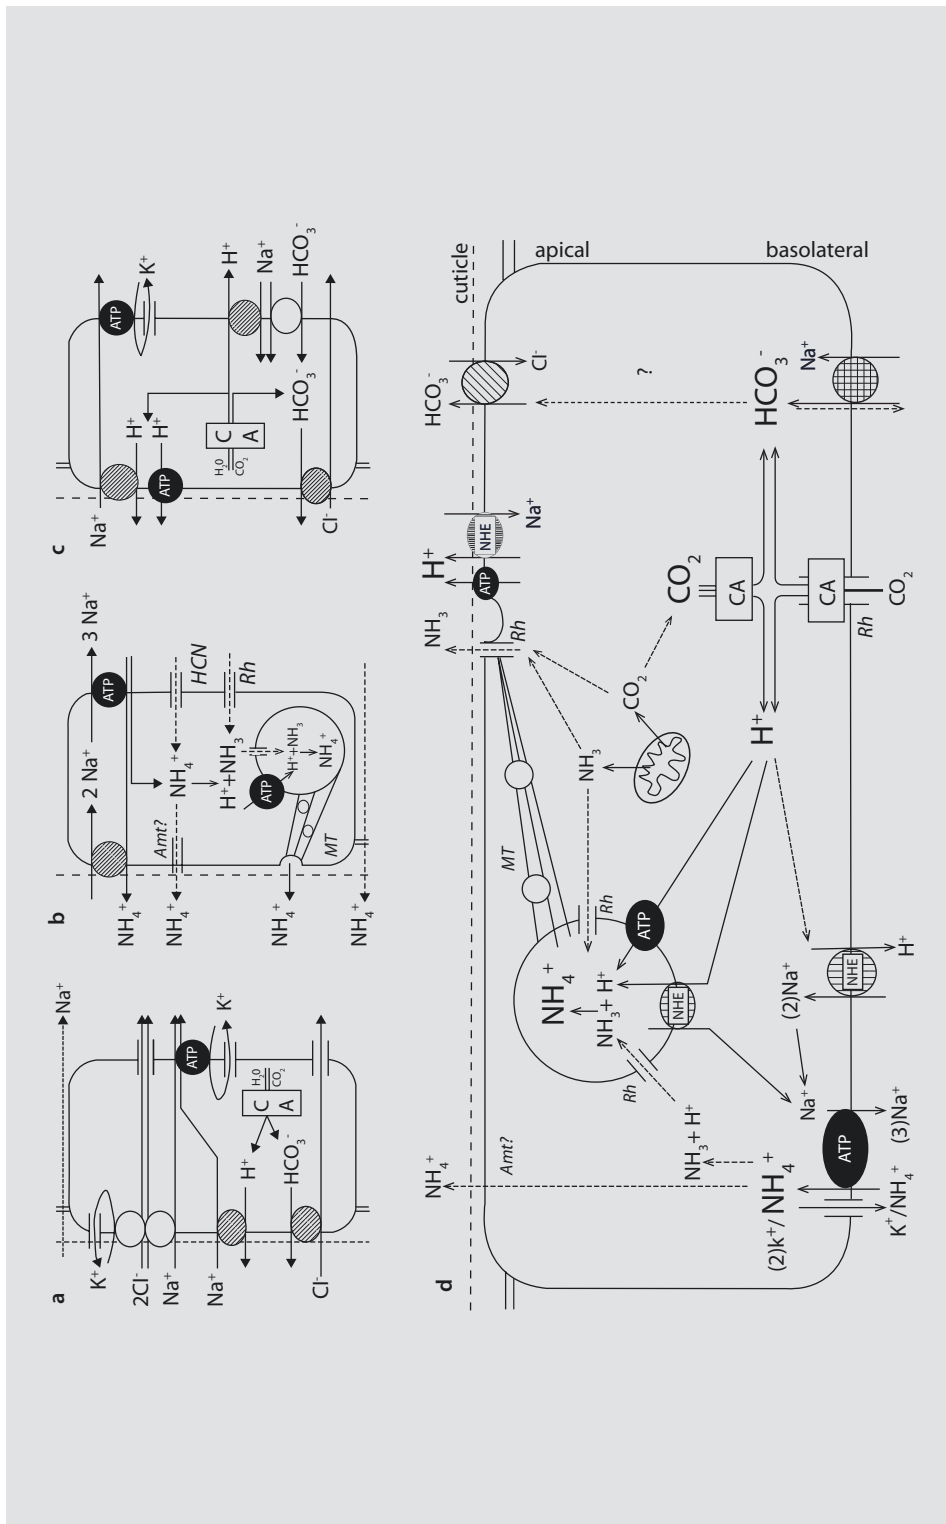 a
Na⁺
K⁺
2Cl⁻
Na⁺
Na⁺
Cl⁻
ATP
K⁺
H₂O
CO₂
C
A
H⁺
HCO₃⁻
b
2 Na⁺
3 Na⁺
ATP
NH₄⁺
NH₄⁺
NH₄⁺
NH₄⁺
Amt?
NH₄⁺
HCN
Rh
H⁺+NH₃
ATP
H⁺+NH₃
NH₄⁺
MT
c
Na⁺
Cl⁻
ATP
K⁺
H⁺
H⁺
ATP
H₂O
CO₂
C
A
HCO₃⁻
H⁺
Na⁺
HCO₃⁻
d
cuticle
apical
basolateral
NH₄⁺
NH₃
H⁺
HCO₃⁻
Amt?
MT
Rh
ATP
NHE
Na⁺
Cl⁻
?
NH₄⁺
NH₃+ H⁺
Rh
Rh
ATP
NHE
NH₃
CO₂
CO₂
CA
CA
Rh
CO₂
H⁺
HCO₃⁻
Na⁺
NH₃+ H⁺
(2)k⁺/ NH₄⁺
Na⁺
(2)Na⁺
NHE
H⁺
ATP
K⁺/NH₄⁺
(3)Na⁺